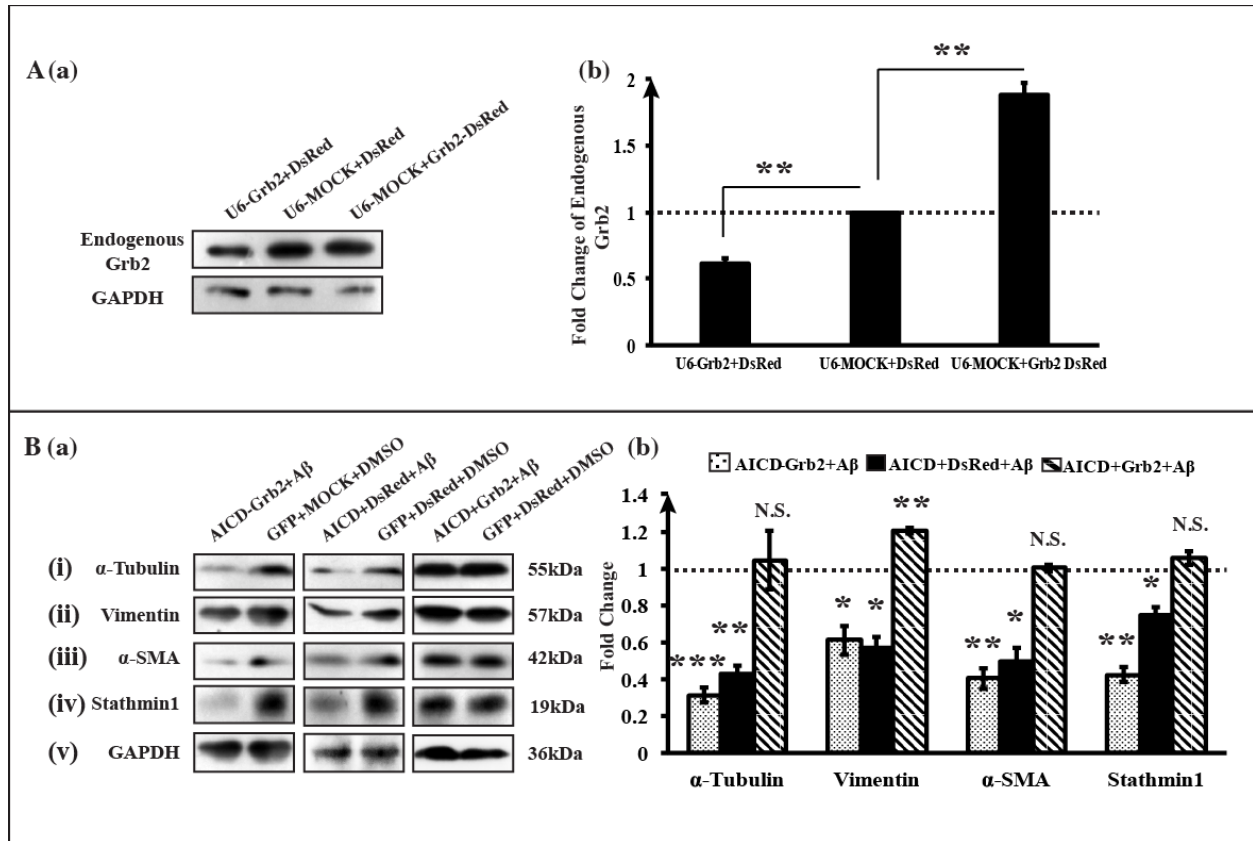 A (a)
U6-Grb2+DsRed
U6-MOCK+DsRed
U6-MOCK+Grb2-DsRed
Endogenous
Grb2
GAPDH
(b)
**
**
2
1.5
1
0.5
0
Fold Change of Endogenous
Grb2
U6-Grb2+DsRed
U6-MOCK+DsRed
U6-MOCK+Grb2 DsRed
B (a)
AICD-Grb2+Aβ
GFP+MOCK+DMSO
AICD+DsRed+Aβ
GFP+DsRed+DMSO
AICD+Grb2+Aβ
GFP+DsRed+DMSO
(i) α-Tubulin 55kDa
(ii) Vimentin 57kDa
(iii) α-SMA 42kDa
(iv) Stathmin1 19kDa
(v) GAPDH 36kDa
(b)
AICD-Grb2+Aβ AICD+DsRed+Aβ AICD+Grb2+Aβ
1.4
1.2
1
0.8
0.6
0.4
0.2
0
Fold Change
*** ** N.S.
* * **
** * N.S.
** * N.S.
α-Tubulin Vimentin α-SMA Stathmin1